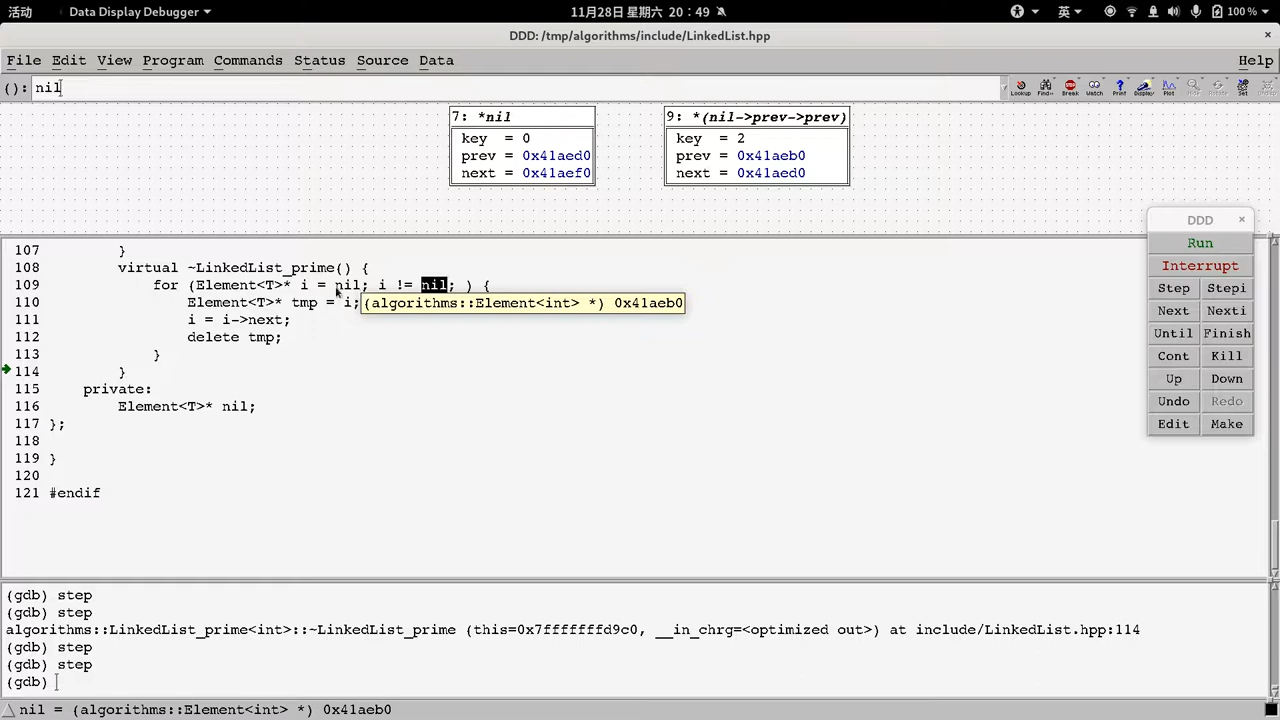 活动 Data Display Debugger 11月28日 星期六 20：49 英 100 %
DDD: /tmp/algorithms/include/LinkedList.hpp
File Edit View Program Commands Status Source Data Help
(): nil
Lookup Find» Break Watch Print Display Plot Set
7: *nil
key = 0
prev = 0x41aed0
next = 0x41aef0
9: *(nil->prev->prev)
key = 2
prev = 0x41aeb0
next = 0x41aed0
DDD
Run
Interrupt
Step Stepi
Next Nexti
Until Finish
Cont Kill
Up Down
Undo Redo
Edit Make
107 }
108 virtual ~LinkedList_prime() {
109 for (Element<T>* i = nil; i != nil; ) {
110 Element<T>* tmp = i;
(algorithms::Element<int> *) 0x41aeb0
111 i = i->next;
112 delete tmp;
113 }
114 }
115 private:
116 Element<T>* nil;
117 };
118
119 }
120
121 #endif
(gdb) step
(gdb) step
algorithms::LinkedList_prime<int>::~LinkedList_prime (this=0x7fffffffd9c0, __in_chrg=<optimized out>) at include/LinkedList.hpp:114
(gdb) step
(gdb) step
(gdb)
nil = (algorithms::Element<int> *) 0x41aeb0